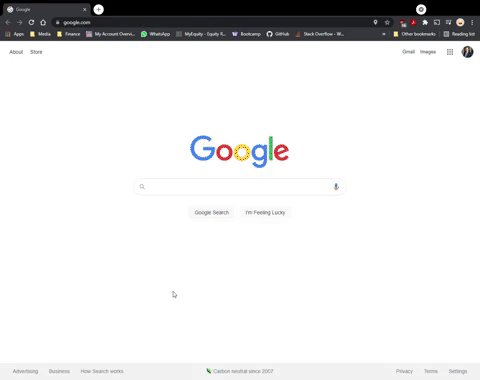 Google
google.com
Apps Media Finance My Account Overvi... WhatsApp MyEquity - Equity R... Bootcamp GitHub Stack Overflow - W... Other bookmarks Reading list
About Store Gmail Images
Google
Google Search I'm Feeling Lucky
Advertising Business How Search works Carbon neutral since 2007 Privacy Terms Settings